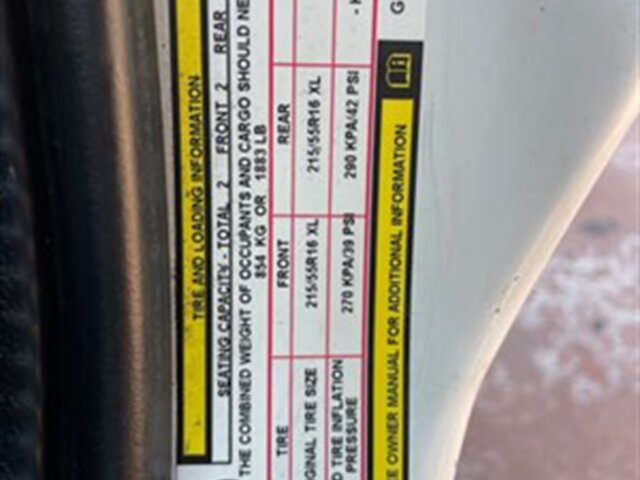 TIRE AND LOADING INFORMATION
SEATING CAPACITY - TOTAL 2 FRONT 2 REAR
THE COMBINED WEIGHT OF OCCUPANTS AND CARGO SHOULD NE
854 KG OR 1883 LB
TIRE FRONT REAR
GINAL TIRE SIZE 215/55R16 XL 215/55R16 XL
D TIRE INFLATION
PRESSURE 270 KPA/39 PSI 290 KPA/42 PSI
E OWNER MANUAL FOR ADDITIONAL INFORMATION
G